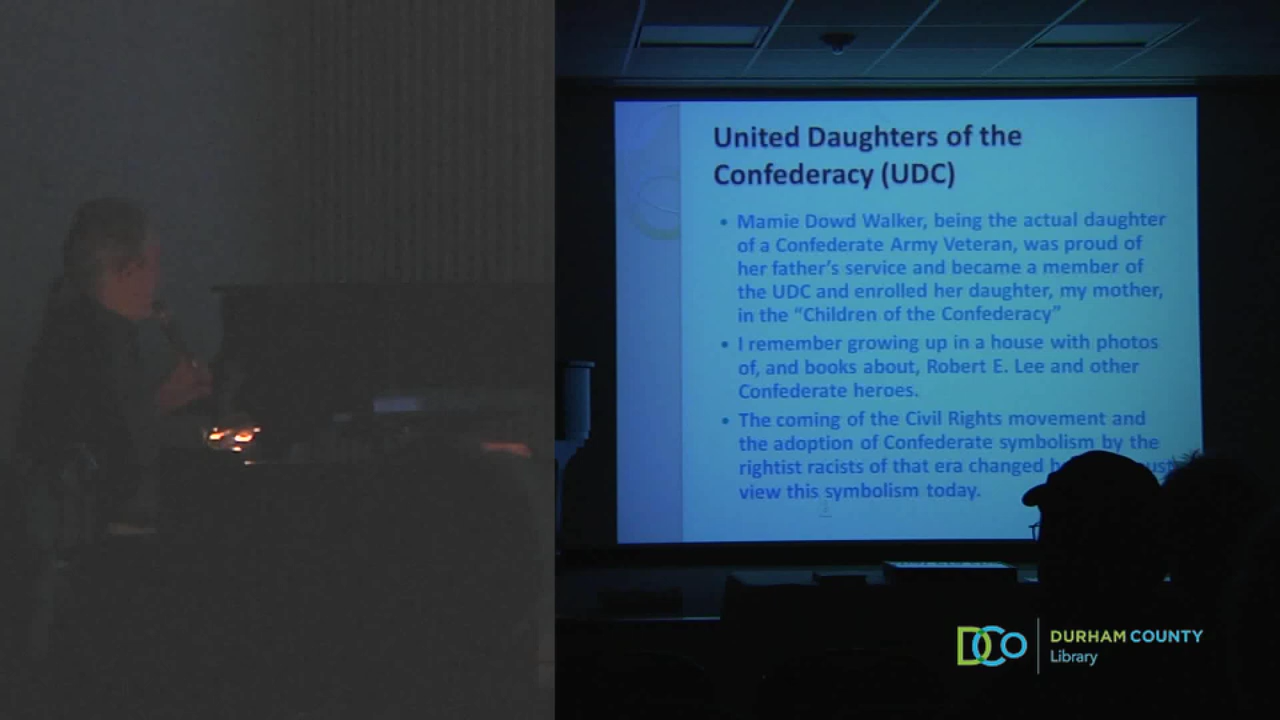 United Daughters of the
Confederacy (UDC)
• Mamie Dowd Walker, being the actual daughter
of a Confederate Army Veteran, was proud of
her father's service and became a member of
the UDC and enrolled her daughter, my mother,
in the “Children of the Confederacy”
• I remember growing up in a house with photos
of, and books about, Robert E. Lee and other
Confederate heroes.
• The coming of the Civil Rights movement and
the adoption of Confederate symbolism by the
rightist racists of that era changed
view this symbolism today.
DCo
DURHAM COUNTY
Library